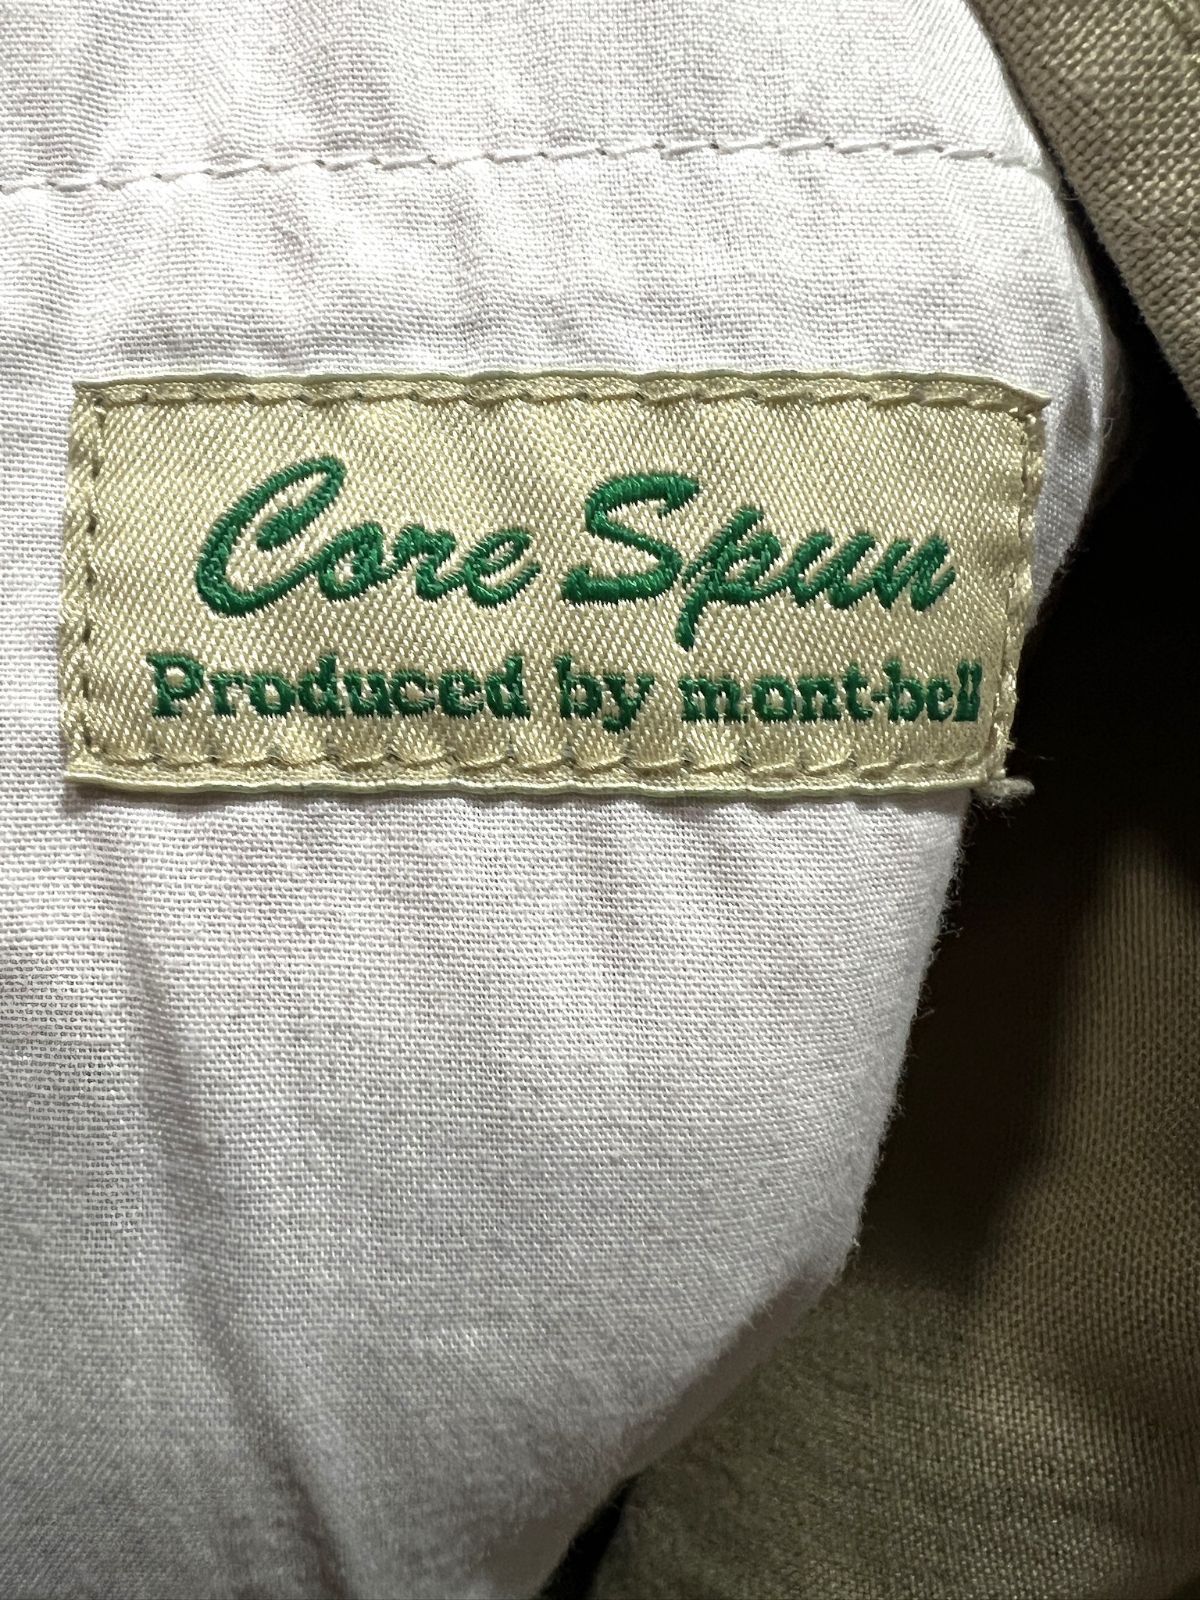 Core Spun
Produced by mont-bell